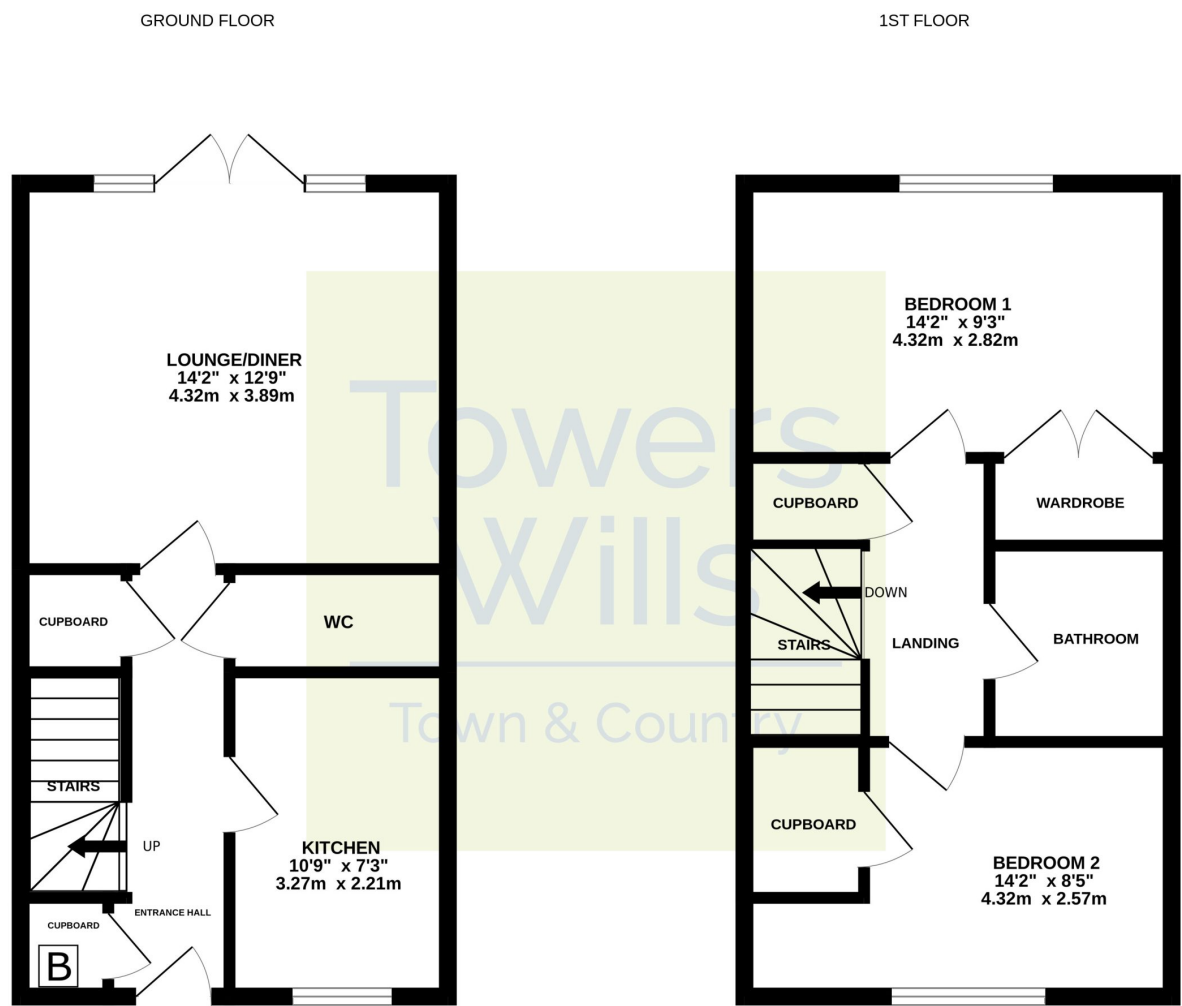 GROUND FLOOR
LOUNGE/DINER
14'2" x 12'9"
4.32m x 3.89m
CUPBOARD
WC
STAIRS
UP
KITCHEN
10'9" x 7'3"
3.27m x 2.21m
ENTRANCE HALL
CUPBOARD
B
1ST FLOOR
BEDROOM 1
14'2" x 9'3"
4.32m x 2.82m
CUPBOARD
WARDROBE
DOWN
STAIRS
LANDING
BATHROOM
CUPBOARD
BEDROOM 2
14'2" x 8'5"
4.32m x 2.57m
Towers
Wills
Town & Country